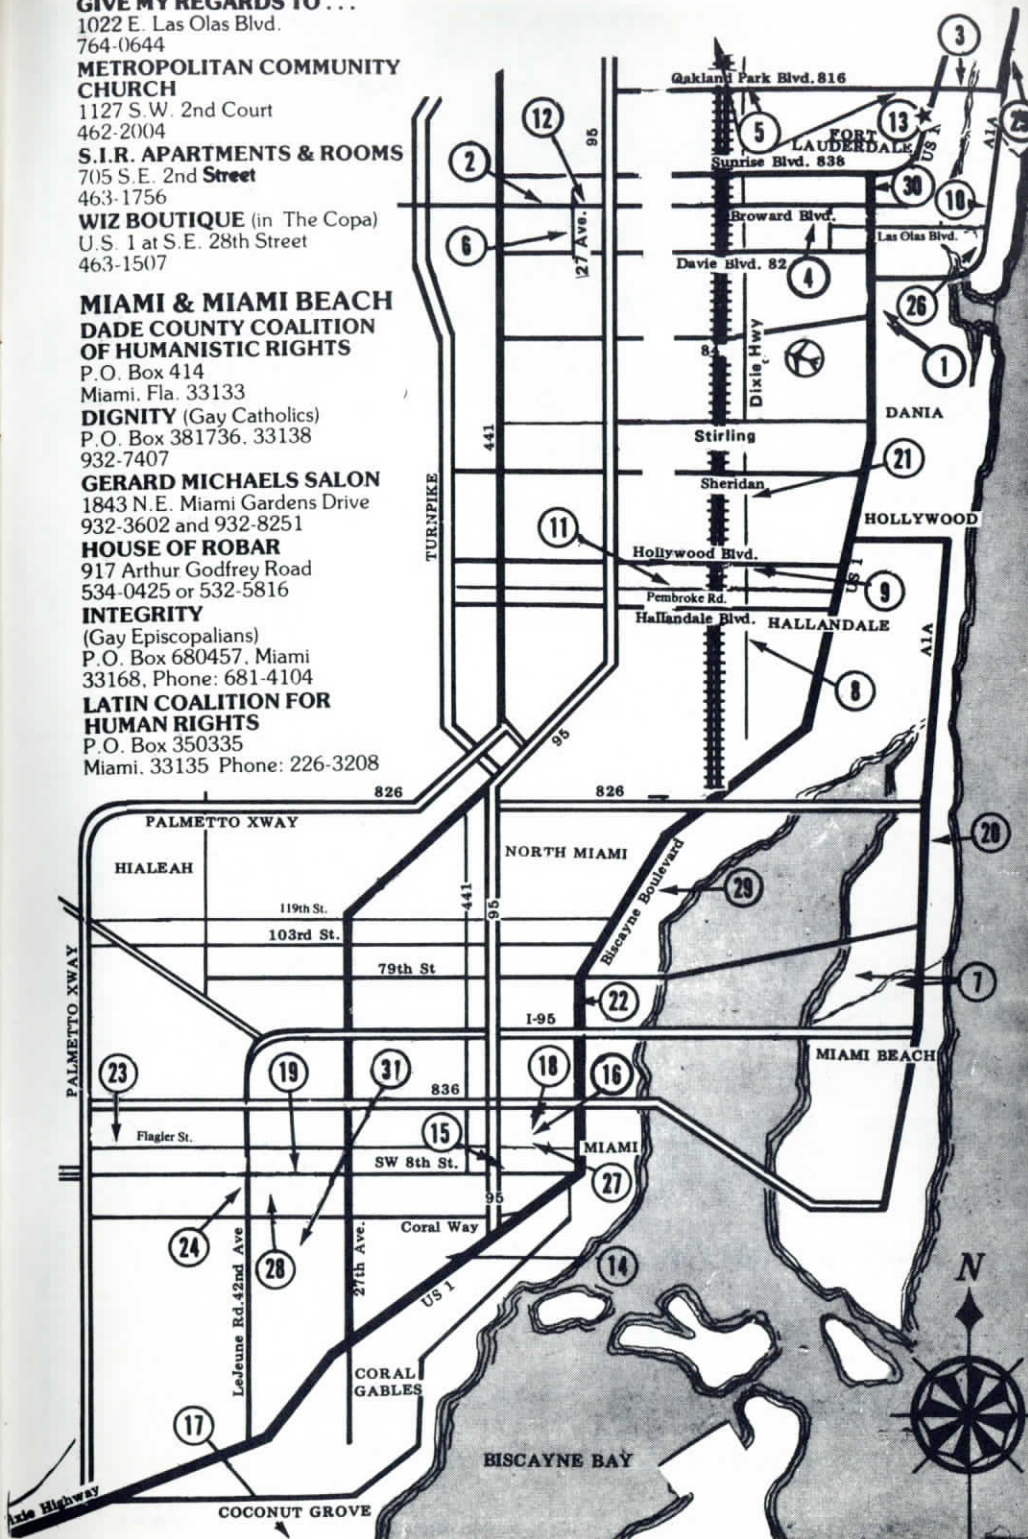 GIVE MY REGARDS TO . . .
1022 E. Las Olas Blvd.
764-0644
METROPOLITAN COMMUNITY
CHURCH
1127 S.W. 2nd Court
462-2004
S.I.R. APARTMENTS & ROOMS
705 S.E. 2nd Street
463-1756
WIZ BOUTIQUE (in The Copa)
U.S. 1 at S.E. 28th Street
463-1507
MIAMI & MIAMI BEACH
DADE COUNTY COALITION
OF HUMANISTIC RIGHTS
P.O. Box 414
Miami, Fla. 33133
DIGNITY (Gay Catholics)
P.O. Box 381736, 33138
932-7407
GERARD MICHAELS SALON
1843 N.E. Miami Gardens Drive
932-3602 and 932-8251
HOUSE OF ROBAR
917 Arthur Godfrey Road
534-0425 or 532-5816
INTEGRITY
(Gay Episcopalians)
P.O. Box 680457, Miami
33168, Phone: 681-4104
LATIN COALITION FOR
HUMAN RIGHTS
P.O. Box 350335
Miami, 33135 Phone: 226-3208
3
Oakland Park Blvd. 816
12
95
5
13
FORT
LAUDERDALE
US 1
A1A
25
2
Sunrise Blvd. 838
30
10
27 Ave.
Broward Blvd.
6
Las Olas Blvd.
Davie Blvd. 82
4
26
84
Dixie Hwy
1
DANIA
441
Stirling
21
TURNPIKE
Sheridan
11
HOLLYWOOD
Hollywood Blvd.
US 1
9
Pembroke Rd.
Hallandale Blvd.
HALLANDALE
A1A
8
95
826
826
PALMETTO XWAY
20
HIALEAH
NORTH MIAMI
441
95
Biscayne Boulevard
29
119th St.
103rd St.
79th St
7
PALMETTO XWAY
22
I-95
MIAMI BEACH
23
19
31
836
18
16
Flagler St.
15
MIAMI
SW 8th St.
27
95
24
28
LeJeune Rd. 42nd Ave
27th Ave.
Coral Way
14
US 1
N
CORAL
GABLES
17
BISCAYNE BAY
Dixie Highway
COCONUT GROVE